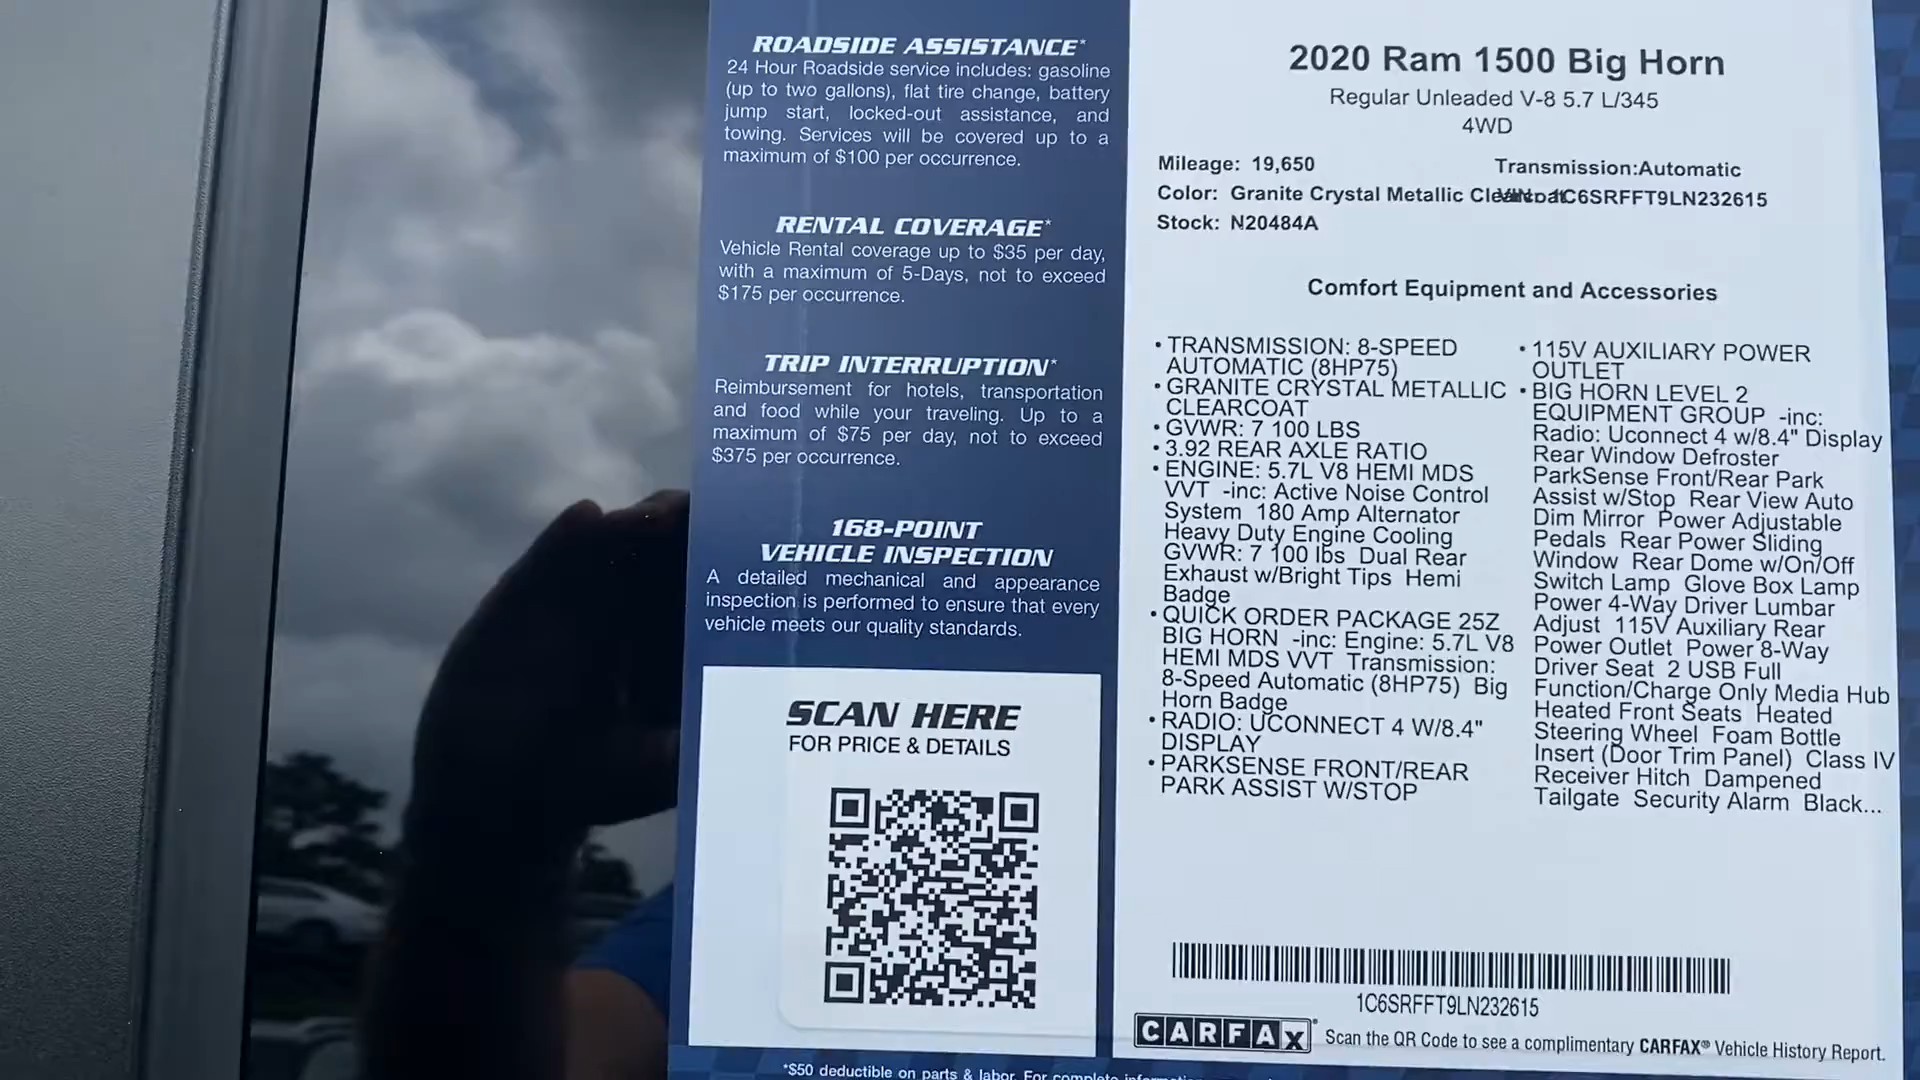 ROADSIDE ASSISTANCE*
24 Hour Roadside service includes: gasoline
(up to two gallons), flat tire change, battery
jump start, locked-out assistance, and
towing. Services will be covered up to a
maximum of $100 per occurrence.
RENTAL COVERAGE*
Vehicle Rental coverage up to $35 per day,
with a maximum of 5-Days, not to exceed
$175 per occurrence.
TRIP INTERRUPTION*
Reimbursement for hotels, transportation
and food while your traveling. Up to a
maximum of $75 per day, not to exceed
$375 per occurrence.
168-POINT
VEHICLE INSPECTION
A detailed mechanical and appearance
inspection is performed to ensure that every
vehicle meets our quality standards.
SCAN HERE
FOR PRICE & DETAILS
*$50 deductible on parts & labor. For complete
2020 Ram 1500 Big Horn
Regular Unleaded V-8 5.7 L/345
4WD
Mileage: 19,650
Transmission:Automatic
Color: Granite Crystal Metallic Clearcoat
VIN: 1C6SRFFT9LN232615
Stock: N20484A
Comfort Equipment and Accessories
• TRANSMISSION: 8-SPEED
AUTOMATIC (8HP75)
• GRANITE CRYSTAL METALLIC
CLEARCOAT
• GVWR: 7 100 LBS
• 3.92 REAR AXLE RATIO
• ENGINE: 5.7L V8 HEMI MDS
VVT -inc: Active Noise Control
System 180 Amp Alternator
Heavy Duty Engine Cooling
GVWR: 7 100 lbs Dual Rear
Exhaust w/Bright Tips Hemi
Badge
• QUICK ORDER PACKAGE 25Z
BIG HORN -inc: Engine: 5.7L V8
HEMI MDS VVT Transmission:
8-Speed Automatic (8HP75) Big
Horn Badge
• RADIO: UCONNECT 4 W/8.4"
DISPLAY
• PARKSENSE FRONT/REAR
PARK ASSIST W/STOP
• 115V AUXILIARY POWER
OUTLET
• BIG HORN LEVEL 2
EQUIPMENT GROUP -inc:
Radio: Uconnect 4 w/8.4" Display
Rear Window Defroster
ParkSense Front/Rear Park
Assist w/Stop Rear View Auto
Dim Mirror Power Adjustable
Pedals Rear Power Sliding
Window Rear Dome w/On/Off
Switch Lamp Glove Box Lamp
Power 4-Way Driver Lumbar
Adjust 115V Auxiliary Rear
Power Outlet Power 8-Way
Driver Seat 2 USB Full
Function/Charge Only Media Hub
Heated Front Seats Heated
Steering Wheel Foam Bottle
Insert (Door Trim Panel) Class IV
Receiver Hitch Dampened
Tailgate Security Alarm Black...
1C6SRFFT9LN232615
CARFAX® Scan the QR Code to see a complimentary CARFAX® Vehicle History Report.